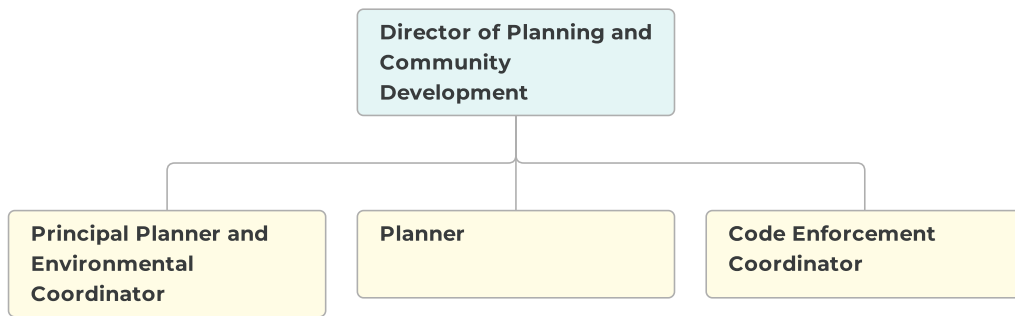 Director of Planning and
Community
Development
Principal Planner and
Environmental
Coordinator
Planner
Code Enforcement
Coordinator